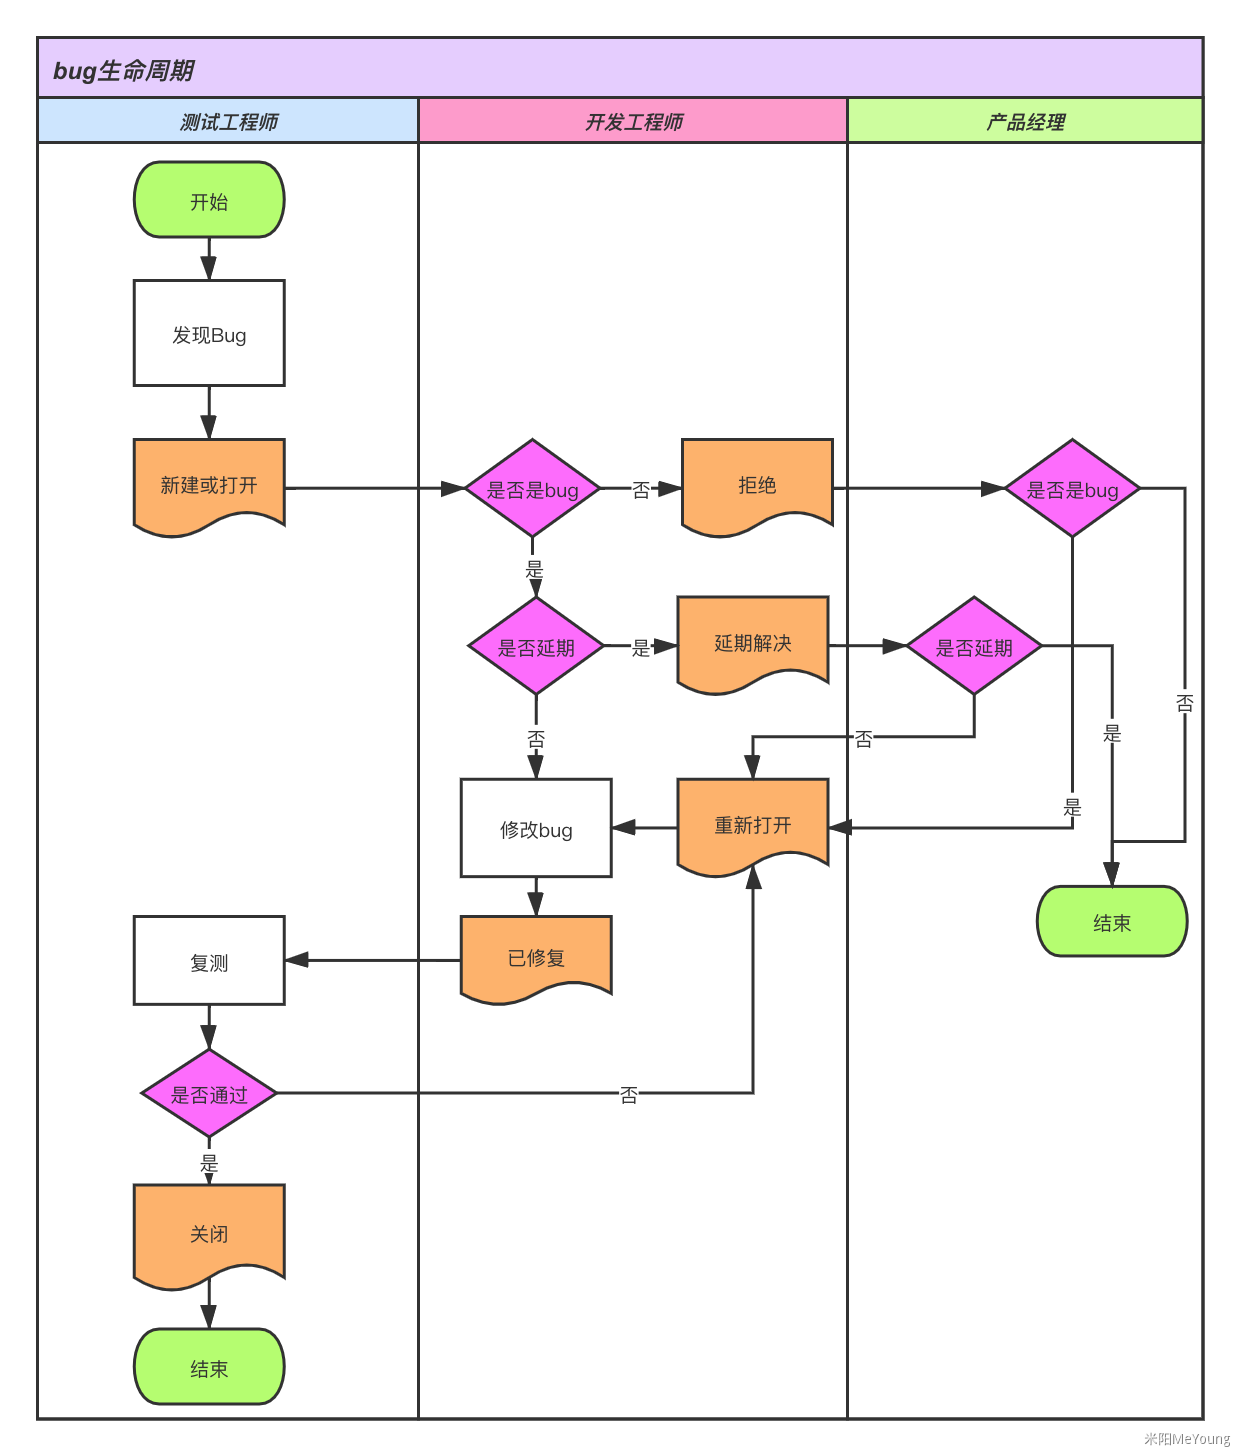 bug生命周期
测试工程师
开发工程师
产品经理
开始
发现Bug
新建或打开
是否是bug
否
拒绝
是否是bug
是
是否延期
是
延期解决
是否延期
否
否
否
是
是
修改bug
重新打开
已修复
结束
复测
是否通过
否
是
关闭
结束
米阳MeYoung